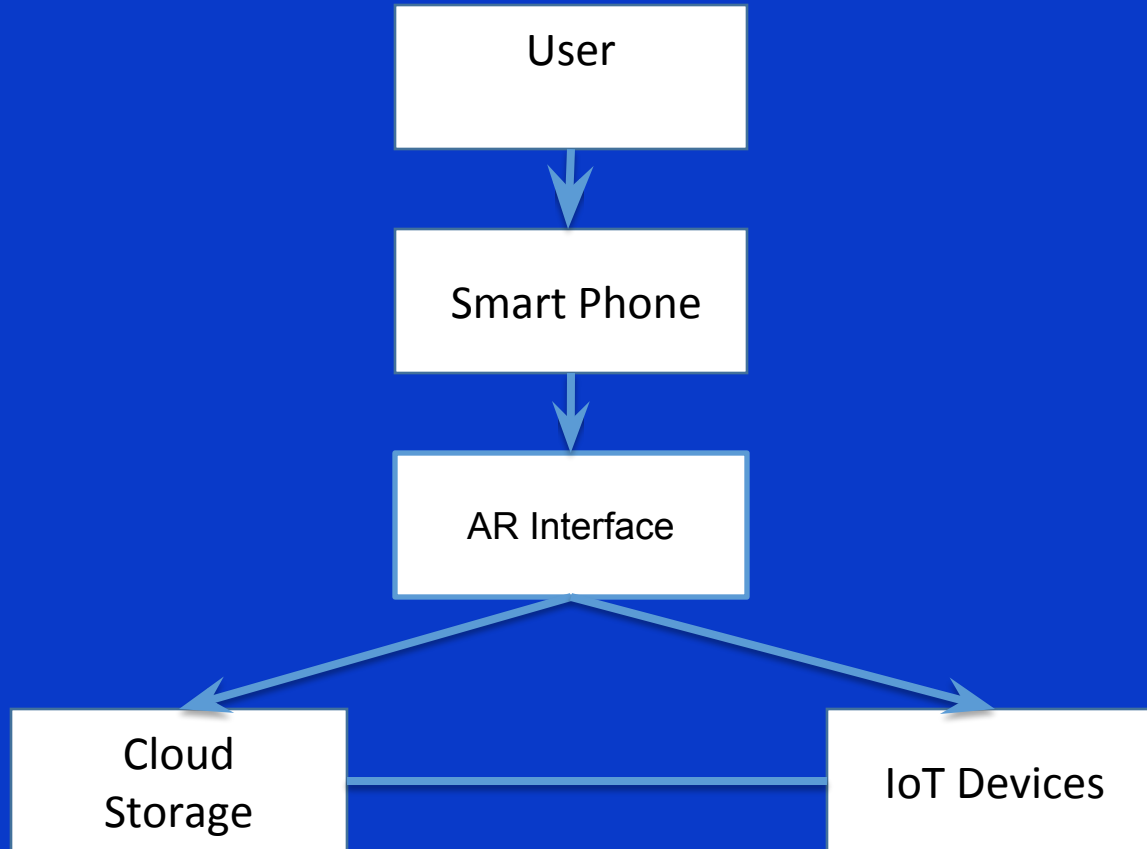 User
Smart Phone
AR Interface
Cloud
Storage
IoT Devices